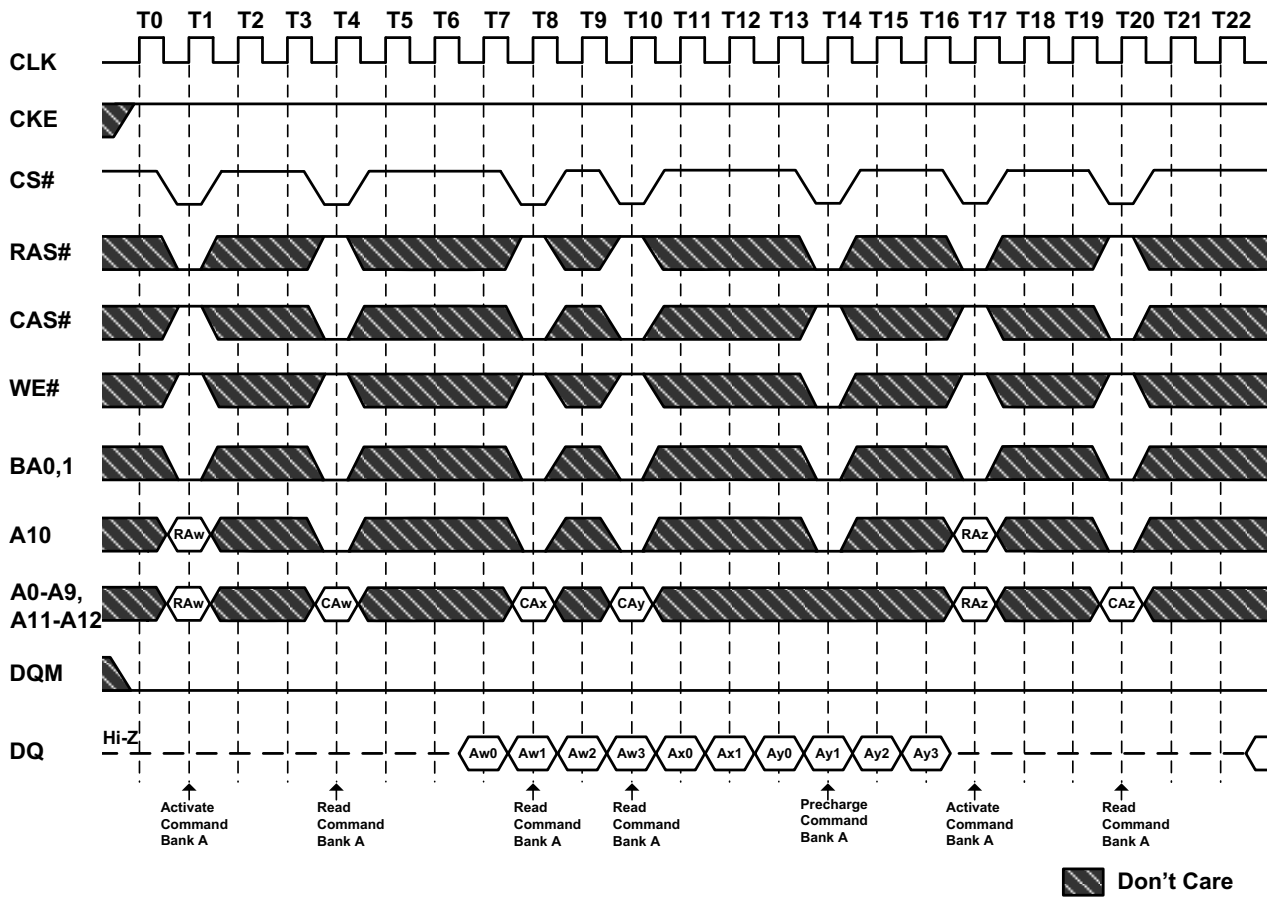 T0 T1 T2 T3 T4 T5 T6 T7 T8 T9 T10 T11 T12 T13 T14 T15 T16 T17 T18 T19 T20 T21 T22
CLK
CKE
CS#
RAS#
CAS#
WE#
BA0,1
A10
RAw
RAz
A0-A9,
A11-A12
RAw
CAw
CAx
CAy
RAz
CAz
DQM
DQ
Hi-Z
Aw0
Aw1
Aw2
Aw3
Ax0
Ax1
Ay0
Ay1
Ay2
Ay3
Activate
Command
Bank A
Read
Command
Bank A
Read
Command
Bank A
Read
Command
Bank A
Precharge
Command
Bank A
Activate
Command
Bank A
Read
Command
Bank A
Don't Care